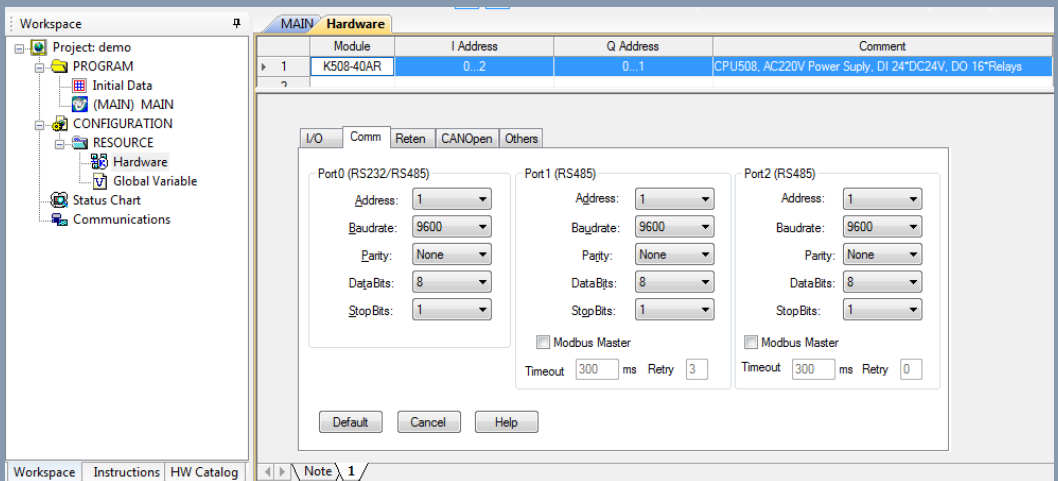 Workspace
Project: demo
PROGRAM
Initial Data
(MAIN) MAIN
CONFIGURATION
RESOURCE
Hardware
Global Variable
Status Chart
Communications
Workspace Instructions HW Catalog
MAIN Hardware
Module I Address Q Address Comment
1 K508-40AR 0...2 0...1 CPU508, AC220V Power Suply, DI 24*DC24V, DO 16*Relays
2
I/O Comm Reten CANOpen Others
Port0 (RS232/RS485)
Address: 1
Baudrate: 9600
Parity: None
DataBits: 8
StopBits: 1
Port1 (RS485)
Address: 1
Baudrate: 9600
Parity: None
DataBits: 8
StopBits: 1
Modbus Master
Timeout 300 ms Retry 3
Port2 (RS485)
Address: 1
Baudrate: 9600
Parity: None
DataBits: 8
StopBits: 1
Modbus Master
Timeout 300 ms Retry 0
Default Cancel Help
Note 1